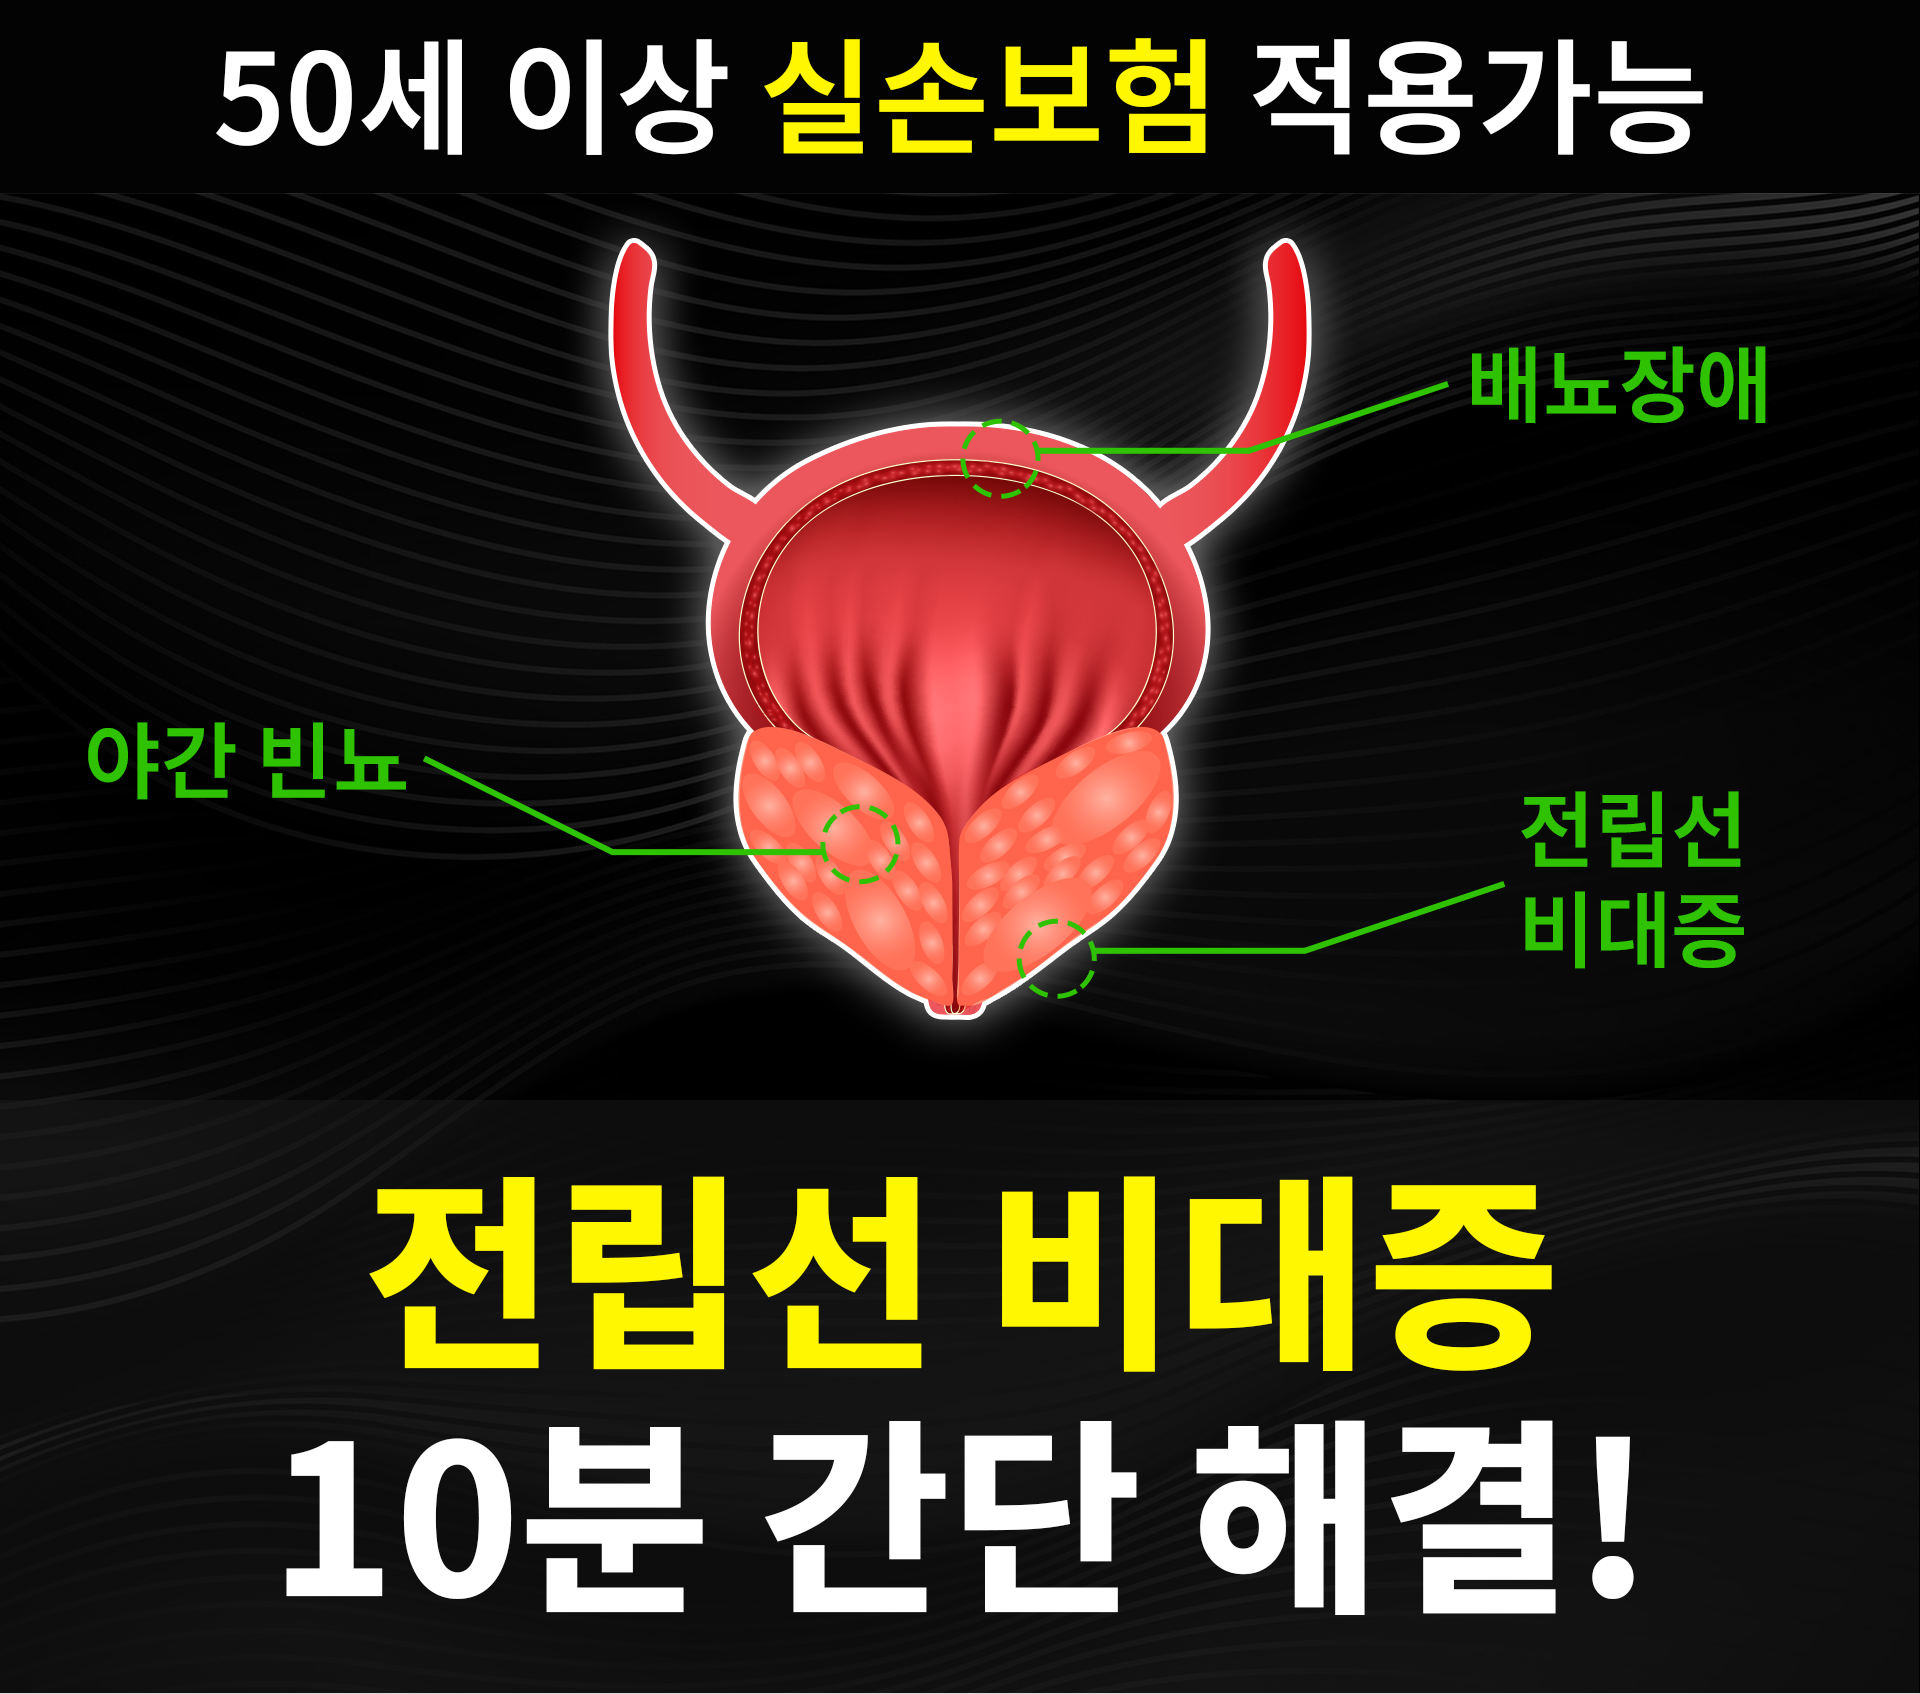 50세 이상 실손보험 적용가능
배뇨장애
야간 빈뇨
전립선
비대증
전립선 비대증
10분 간단 해결!